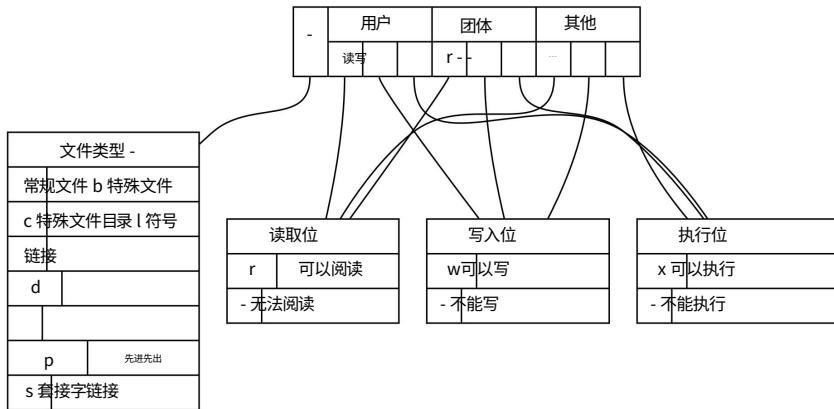 - 用户 团体 其他
读写 r - - ...
文件类型 -
常规文件 b 特殊文件
c 特殊文件目录 l 符号
链接
d
p 先进先出
s 套接字链接
读取位
r 可以阅读
- 无法阅读
写入位
w可以写
- 不能写
执行位
x 可以执行
- 不能执行